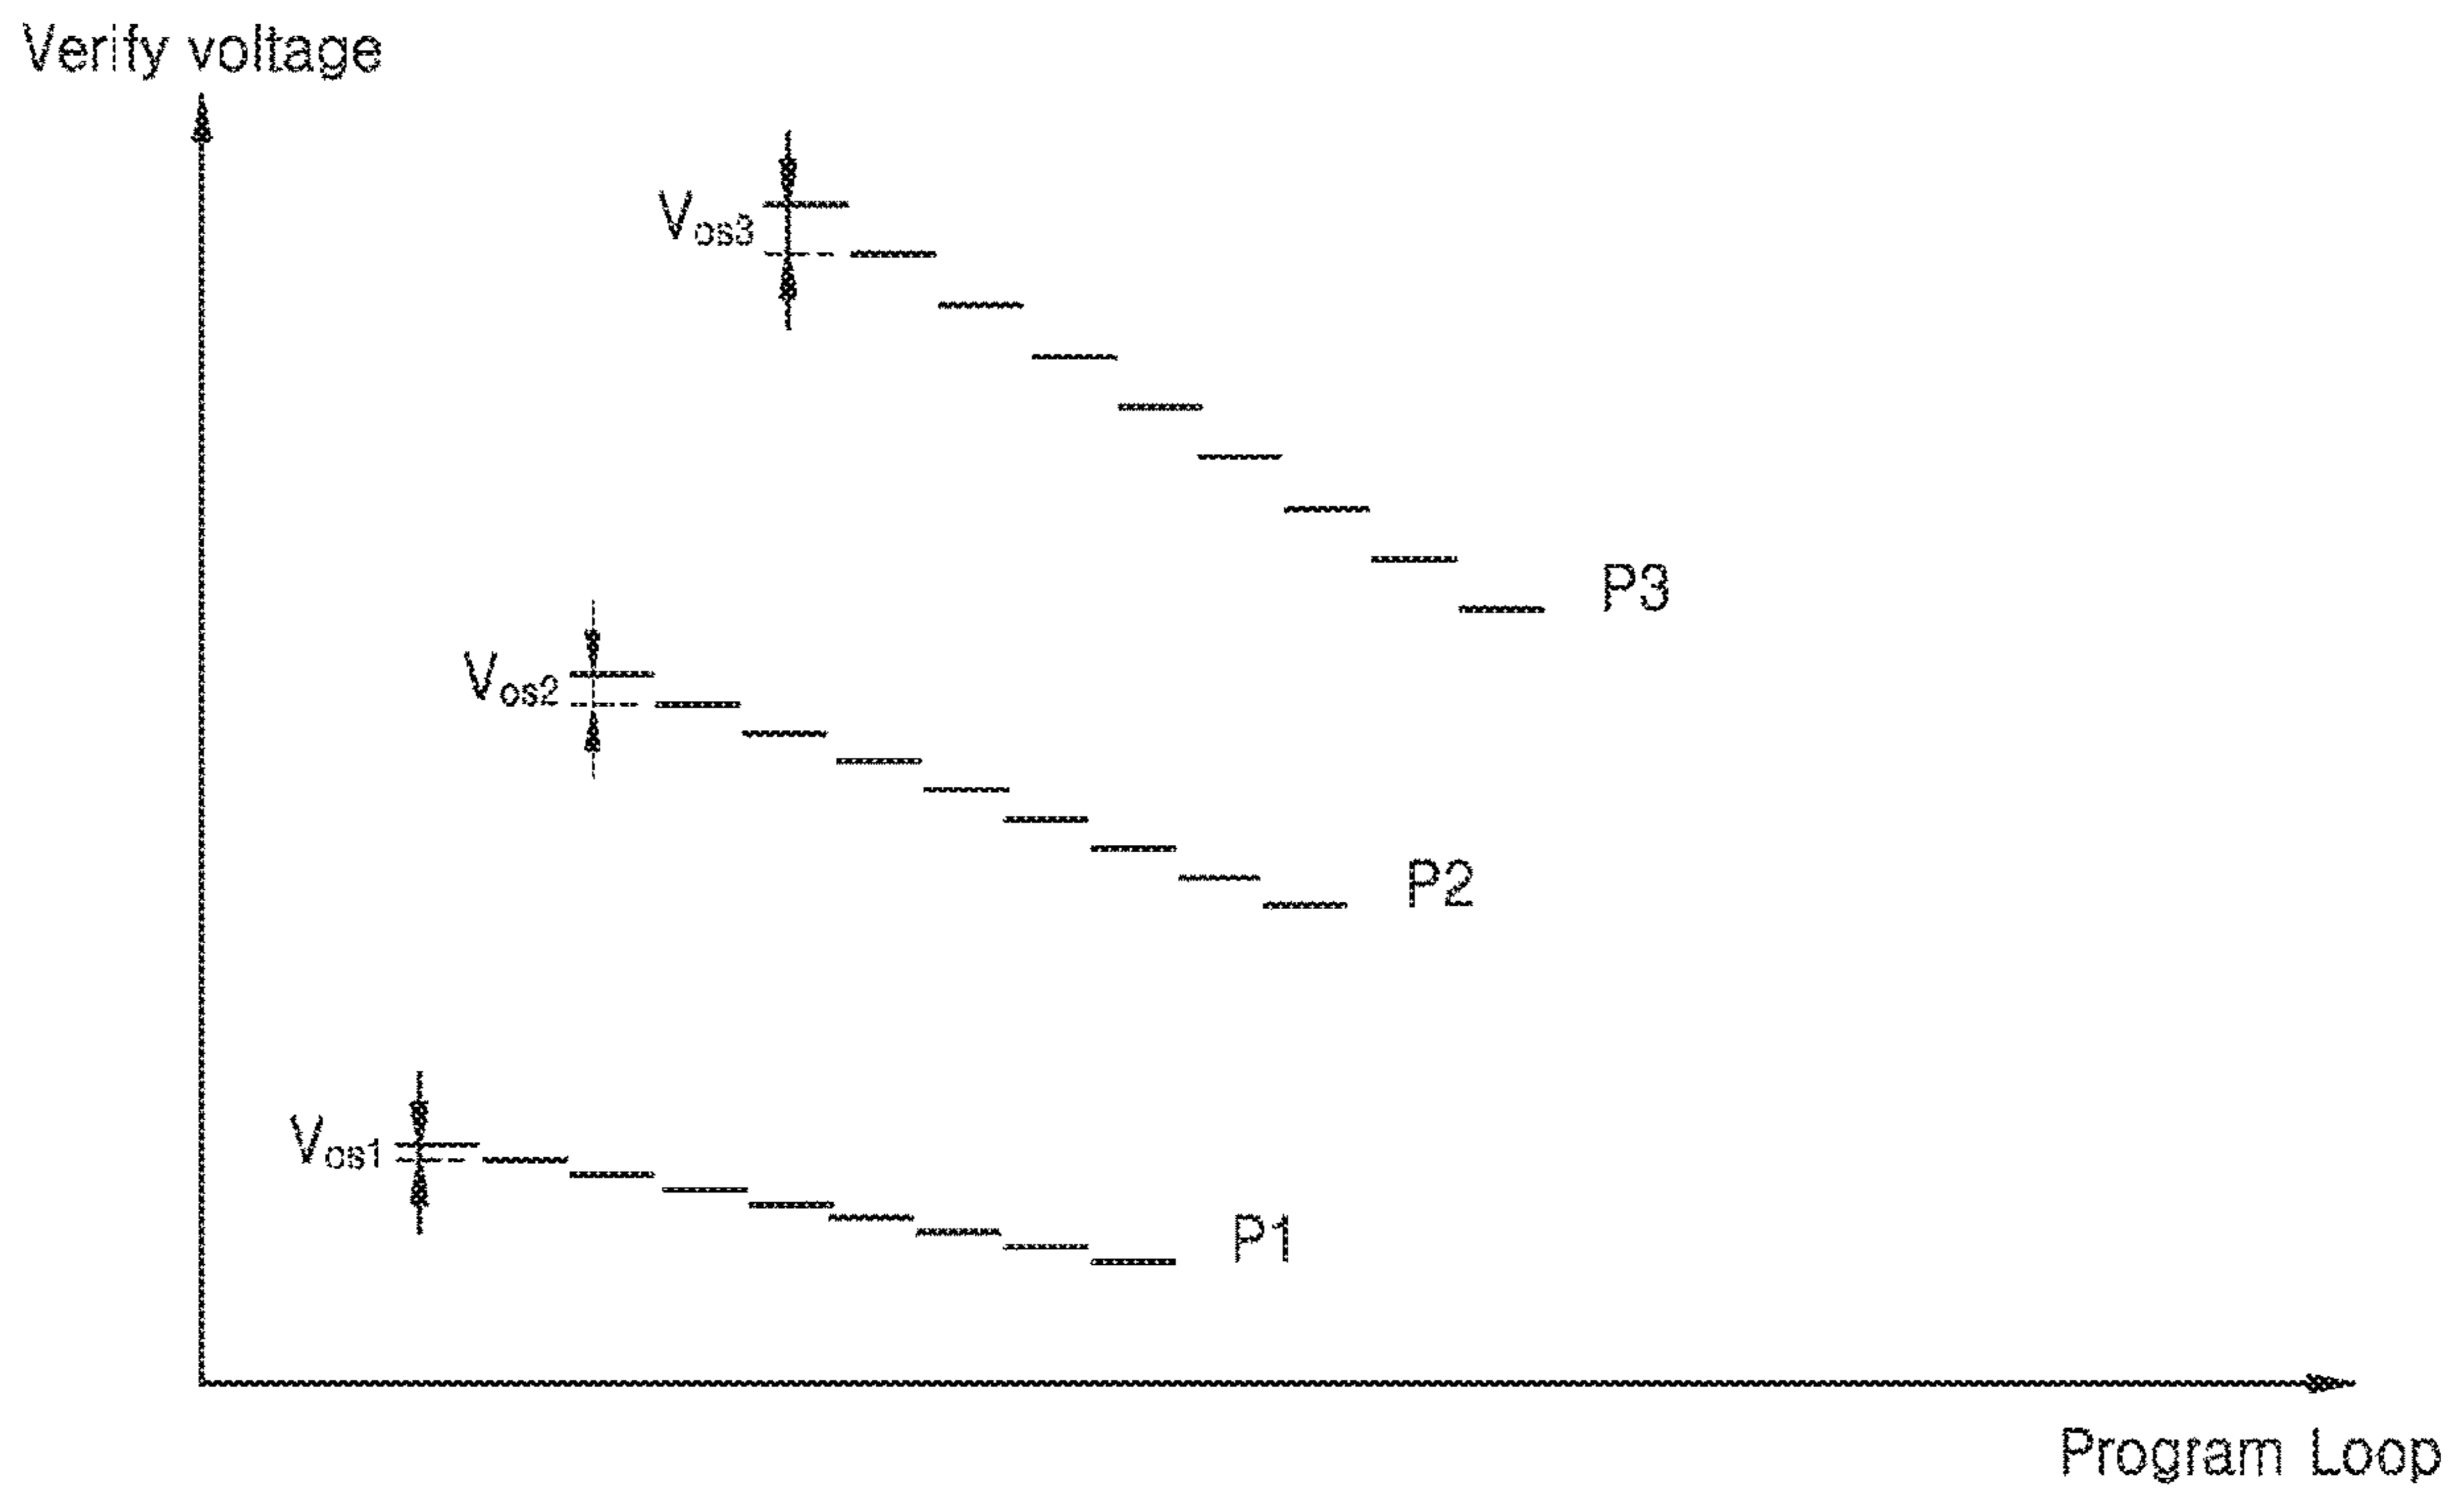 Verify voltage
Vos3
P3
Vos2
P2
Vos1
P1
Program Loop